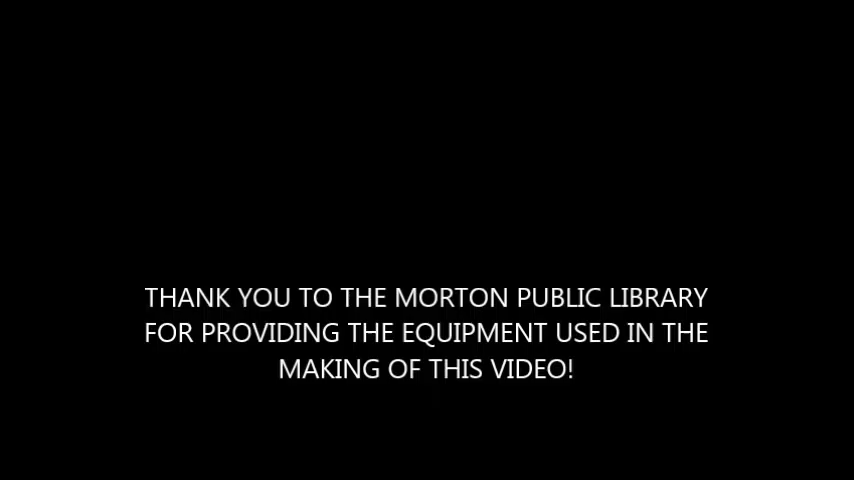 THANK YOU TO THE MORTON PUBLIC LIBRARY
FOR PROVIDING THE EQUIPMENT USED IN THE
MAKING OF THIS VIDEO!